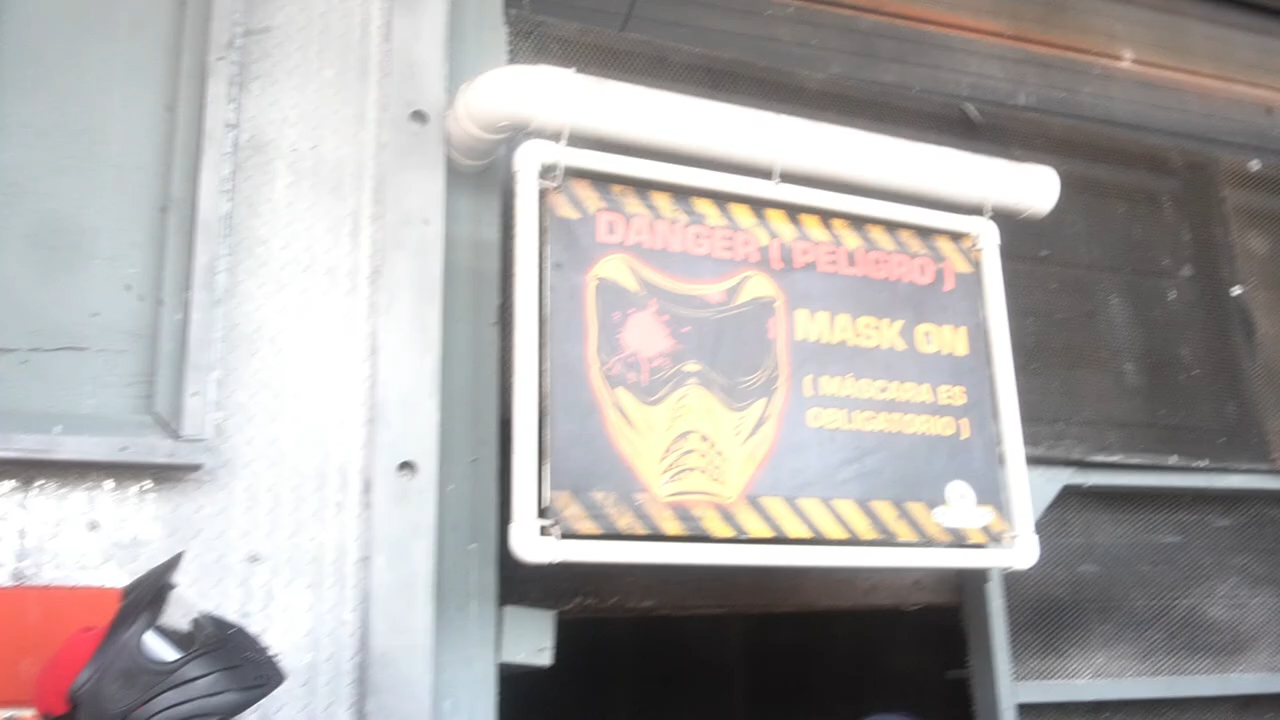 DANGER ( PELIGRO )
MASK ON
( MÁSCARA ES
OBLIGATORIO )